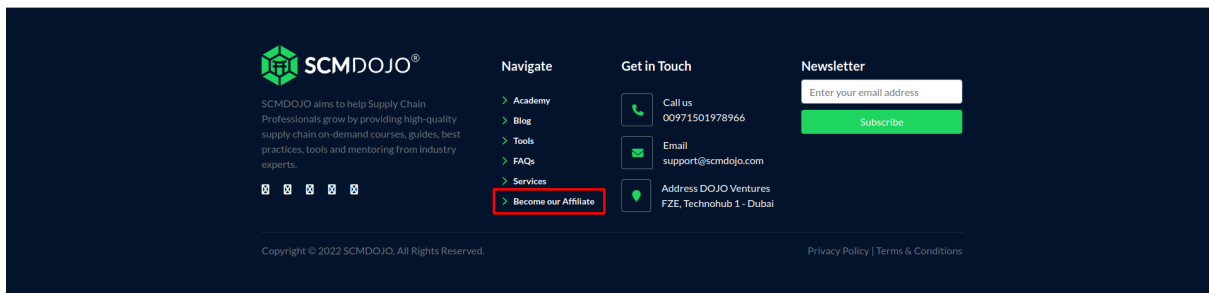 SCMDOJO®
SCMDOJO aims to help Supply Chain
Professionals grow by providing high-quality
supply chain on-demand courses, guides, best
practices, tools and mentoring from industry
experts.
Navigate
Academy
Blog
Tools
FAQs
Services
Become our Affiliate
Get in Touch
Call us
00971501978966
Email
support@scmdojo.com
Address DOJO Ventures
FZE, Technohub 1 - Dubai
Newsletter
Enter your email address
Subscribe
Copyright © 2022 SCMDOJO, All Rights Reserved.
Privacy Policy | Terms & Conditions